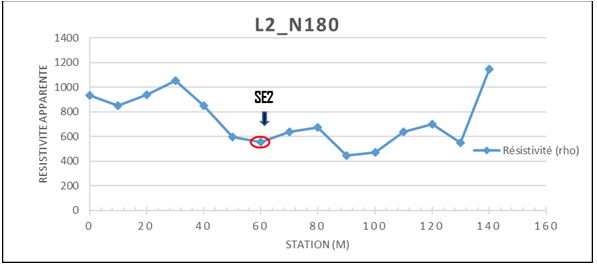 L2_N180
RESISTIVITE APPARENTE
1400
1200
1000
800
600
400
200
0
SE2
Résistivité (rho)
0 20 40 60 80 100 120 140 160
STATION (M)